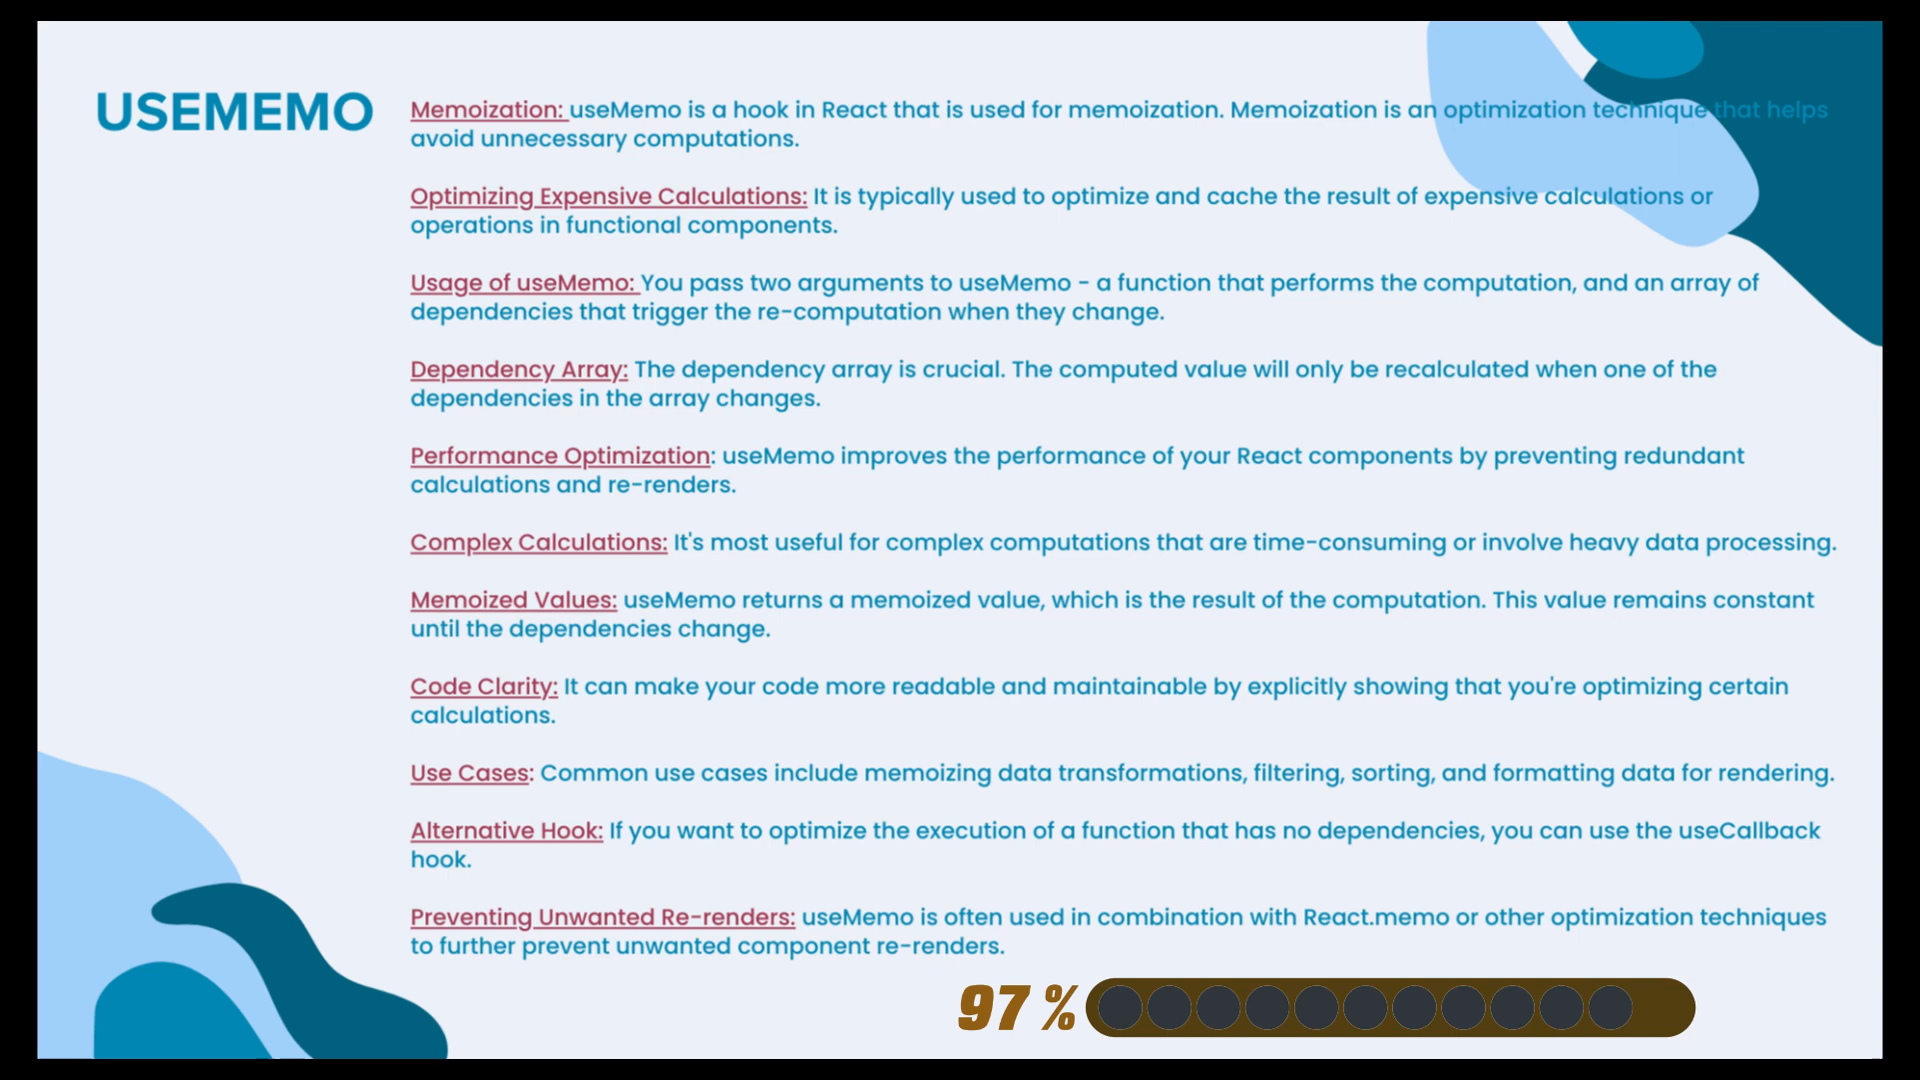 USEMEMO
Memoization: useMemo is a hook in React that is used for memoization. Memoization is an optimization technique that helps
avoid unnecessary computations.
Optimizing Expensive Calculations: It is typically used to optimize and cache the result of expensive calculations or
operations in functional components.
Usage of useMemo: You pass two arguments to useMemo - a function that performs the computation, and an array of
dependencies that trigger the re-computation when they change.
Dependency Array: The dependency array is crucial. The computed value will only be recalculated when one of the
dependencies in the array changes.
Performance Optimization: useMemo improves the performance of your React components by preventing redundant
calculations and re-renders.
Complex Calculations: It's most useful for complex computations that are time-consuming or involve heavy data processing.
Memoized Values: useMemo returns a memoized value, which is the result of the computation. This value remains constant
until the dependencies change.
Code Clarity: It can make your code more readable and maintainable by explicitly showing that you're optimizing certain
calculations.
Use Cases: Common use cases include memoizing data transformations, filtering, sorting, and formatting data for rendering.
Alternative Hook: If you want to optimize the execution of a function that has no dependencies, you can use the useCallback
hook.
Preventing Unwanted Re-renders: useMemo is often used in combination with React.memo or other optimization techniques
to further prevent unwanted component re-renders.
97 %